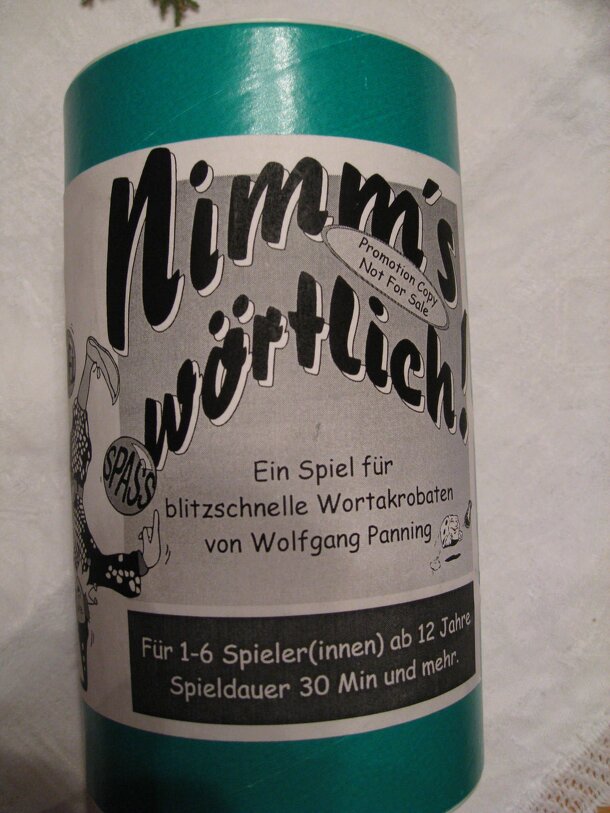 Nimm's
Promotion Copy
Not For Sale
wörtlich!
SPASS
Ein Spiel für
blitzschnelle Wortakrobaten
von Wolfgang Panning
Für 1-6 Spieler(innen) ab 12 Jahre
Spieldauer 30 Min und mehr.